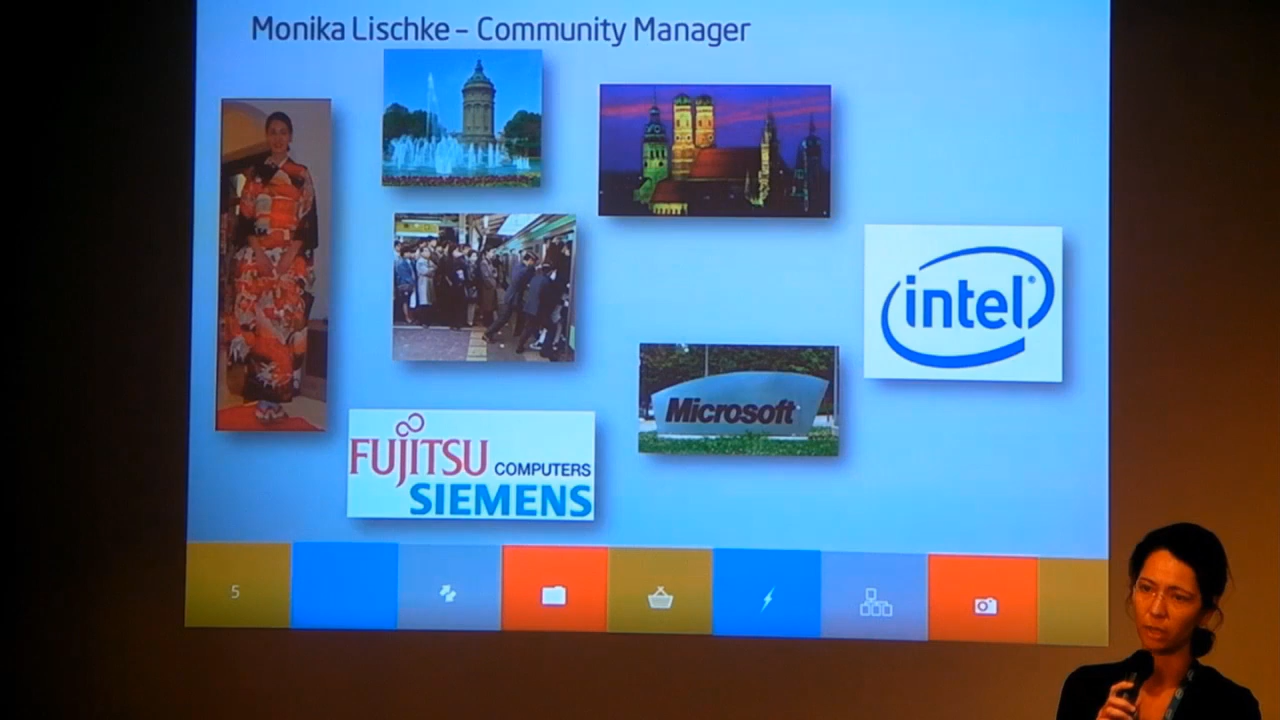 Monika Lischke – Community Manager
intel®
Microsoft
FUJITSU COMPUTERS
SIEMENS
5